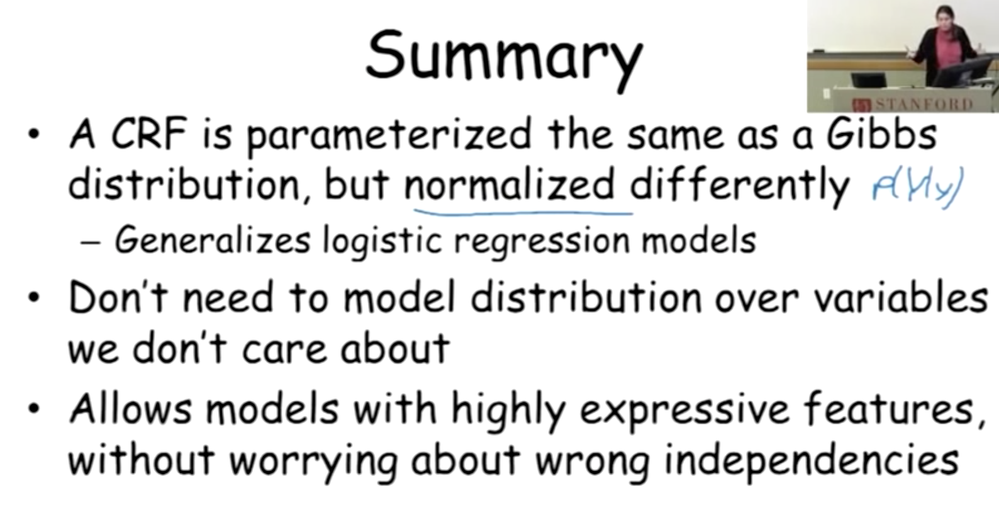 Summary
STANFORD
• A CRF is parameterized the same as a Gibbs
distribution, but normalized differently
– Generalizes logistic regression models
• Don't need to model distribution over variables
we don't care about
• Allows models with highly expressive features,
without worrying about wrong independencies